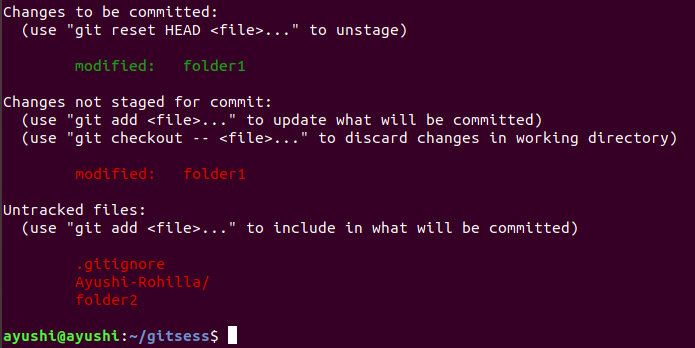 Changes to be committed:
  (use "git reset HEAD <file>..." to unstage)

        modified:   folder1

Changes not staged for commit:
  (use "git add <file>..." to update what will be committed)
  (use "git checkout -- <file>..." to discard changes in working directory)

        modified:   folder1

Untracked files:
  (use "git add <file>..." to include in what will be committed)

        .gitignore
        Ayushi-Rohilla/
        folder2

ayushi@ayushi:~/gitsess$